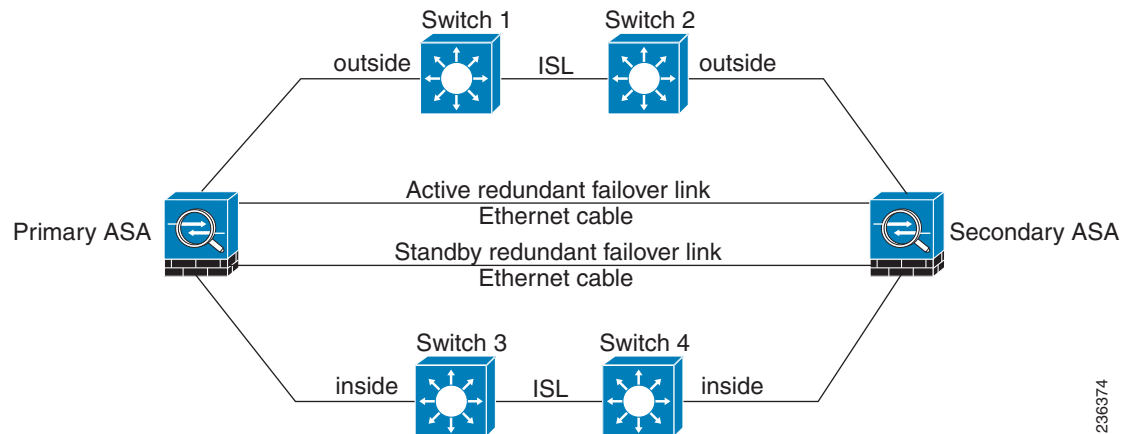 Switch 1
Switch 2
outside
ISL
outside
Active redundant failover link
Ethernet cable
Primary ASA
Secondary ASA
Standby redundant failover link
Ethernet cable
Switch 3
Switch 4
inside
ISL
inside
236374